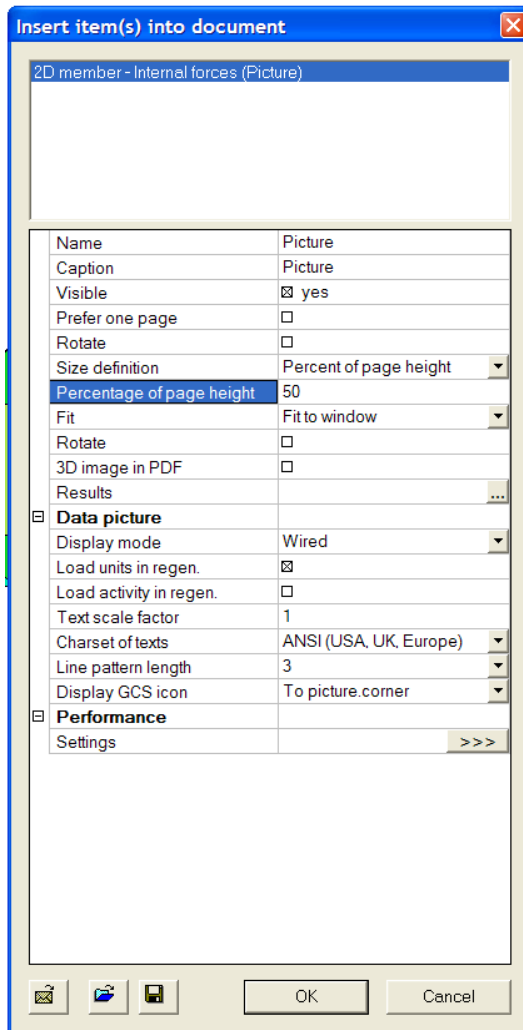 Insert item(s) into document
2D member - Internal forces (Picture)
Name Picture
Caption Picture
Visible yes
Prefer one page
Rotate
Size definition Percent of page height
Percentage of page height 50
Fit Fit to window
Rotate
3D image in PDF
Results ...
Data picture
Display mode Wired
Load units in regen.
Load activity in regen.
Text scale factor 1
Charset of texts ANSI (USA, UK, Europe)
Line pattern length 3
Display GCS icon To picture.corner
Performance
Settings >>>
OK Cancel